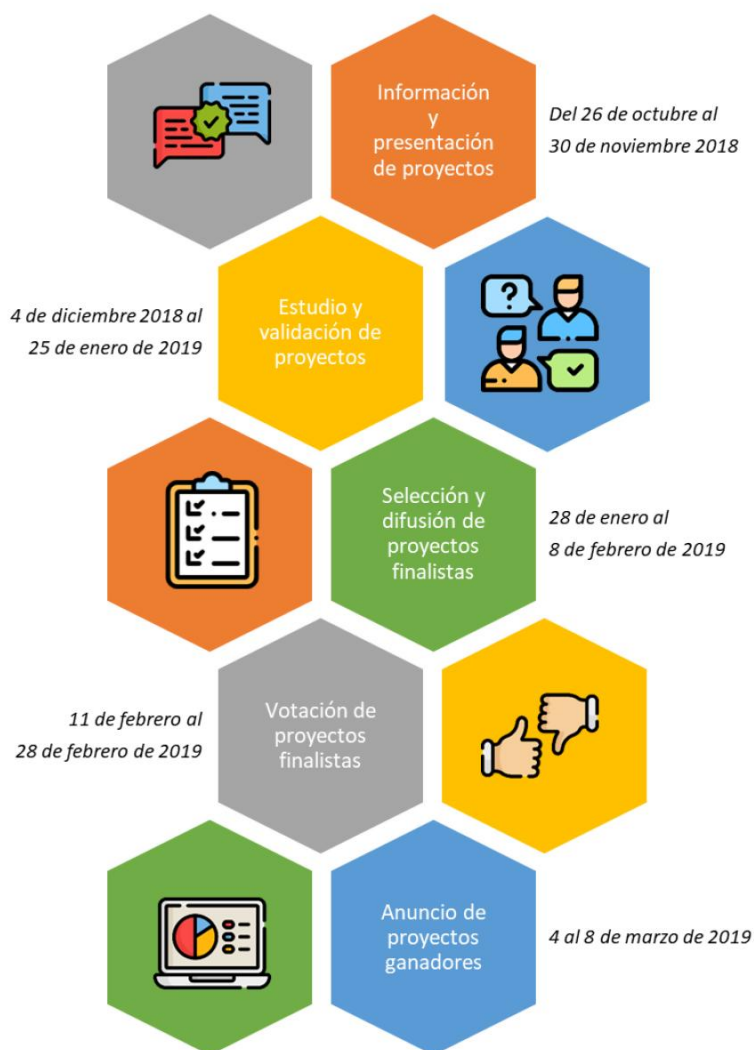 Información
y
presentación
de proyectos
Del 26 de octubre al
30 de noviembre 2018
4 de diciembre 2018 al
25 de enero de 2019
Estudio y
validación de
proyectos
?
Selección y
difusión de
proyectos
finalistas
28 de enero al
8 de febrero de 2019
11 de febrero al
28 de febrero de 2019
Votación de
proyectos
finalistas
Anuncio de
proyectos
ganadores
4 al 8 de marzo de 2019